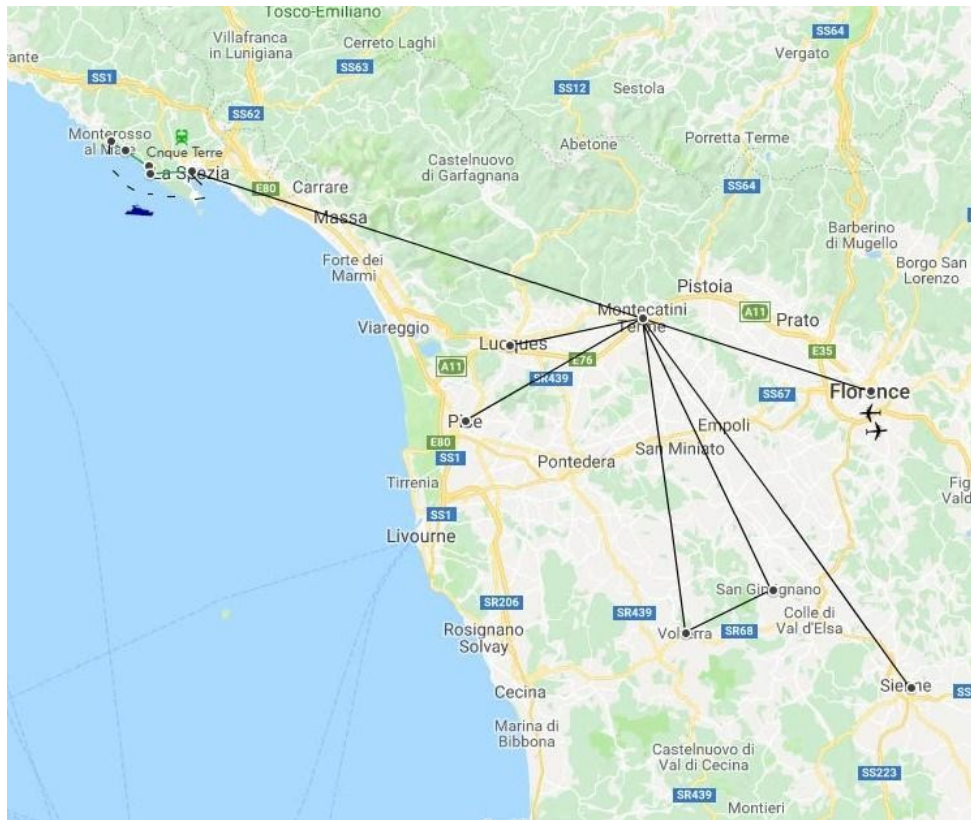 Tosco-Emiliano
SS64
Villafranca
in Lunigiana
Cerreto Laghi
Vergato
SS63
SS1
SS12
Sestola
SS62
Monterosso
al Mare
Cinque Terre
La Spezia
Abetone
Porretta Terme
Castelnuovo
di Garfagnana
SS64
E80
Carrare
Massa
Barberino
di Mugello
Borgo San
Lorenzo
Forte dei
Marmi
Pistoia
Viareggio
Montecatini
Terme
A11
Prato
Lucques
E76
E35
A11
SR439
SS67
Florence
Pise
Empoli
E80
San Miniato
SS1
Pontedera
Tirrenia
SS1
Livourne
San Gimignano
SR206
SR439
Colle di
Val d'Elsa
Rosignano
Solvay
Volterra
SR68
Sienne
Cecina
Marina di
Bibbona
Castelnuovo di
Val di Cecina
SS223
SR439
Montieri